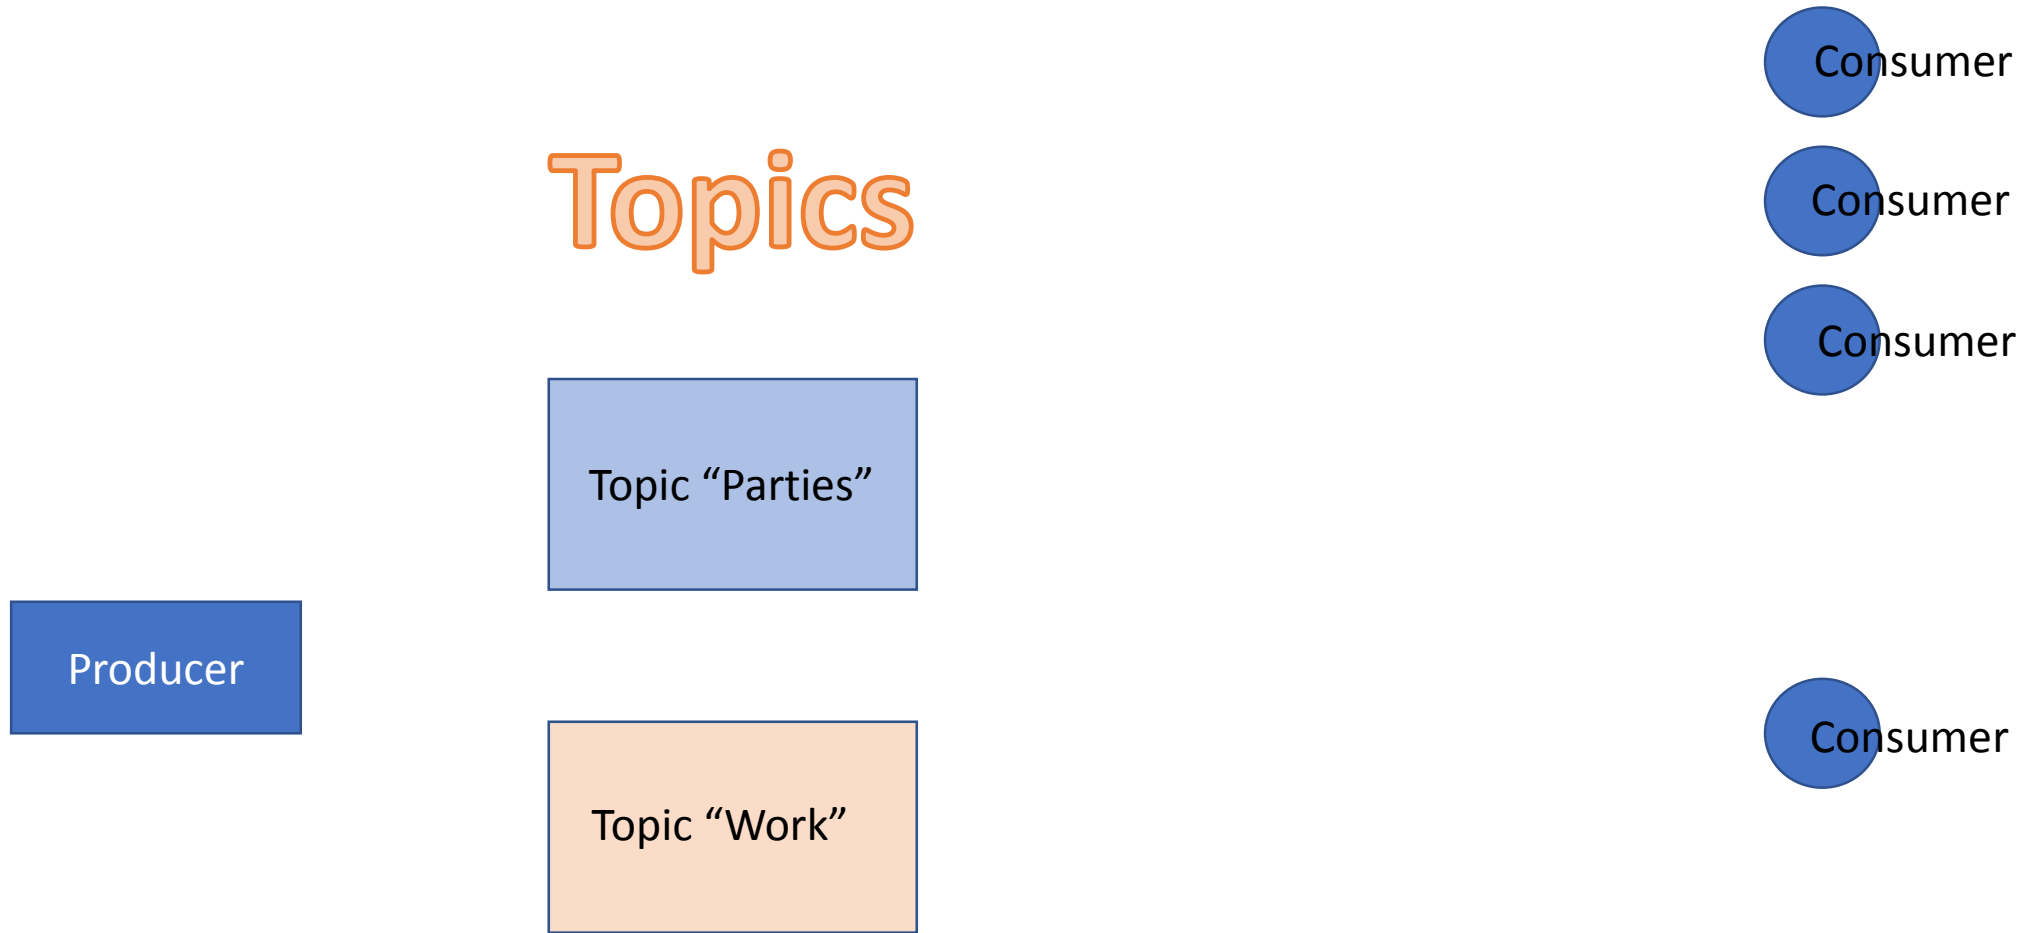 Consumer
Topics
Consumer
Consumer
Topic “Parties”
Producer
Consumer
Topic “Work”